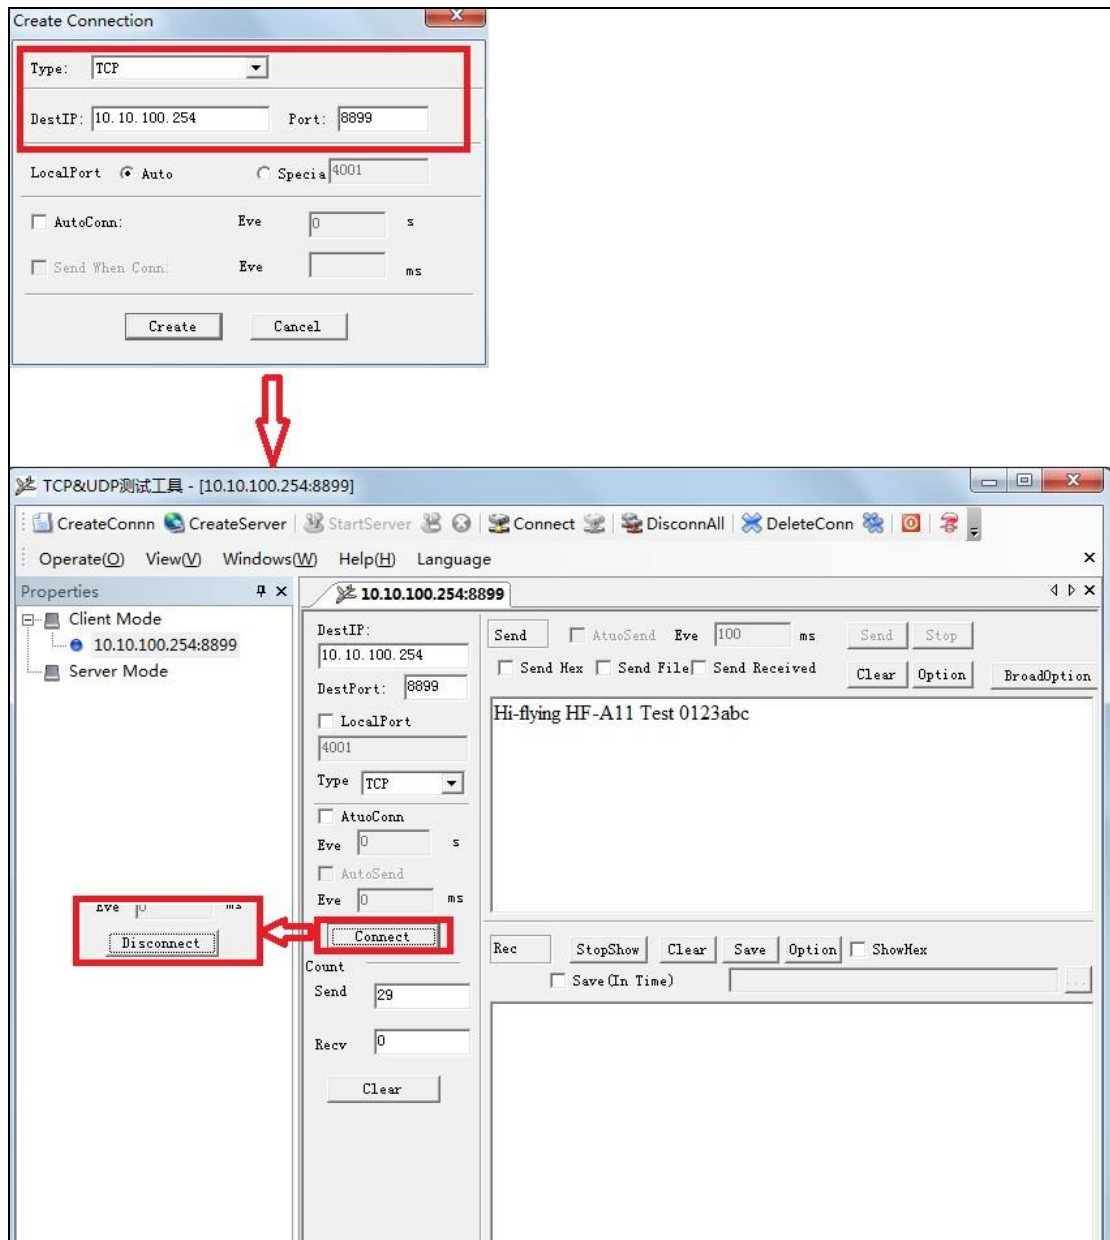 Create Connection
Type: TCP
DestIP: 10.10.100.254 Port: 8899
LocalPort Auto Specia 4001
AutoConn: Eve 0 s
Send When Conn: Eve ms
Create Cancel
TCP&UDP测试工具 - [10.10.100.254:8899]
CreateConnn CreateServer StartServer Connect DisconnAll DeleteConn
Operate(O) View(V) Windows(W) Help(H) Language
Properties
10.10.100.254:8899
Client Mode
10.10.100.254:8899
Server Mode
DestIP:
10.10.100.254
DestPort: 8899
LocalPort
4001
Type TCP
AtuoConn
Eve 0 s
AutoSend
Eve 0 ms
Connect
Eve 0 ms
Disconnect
Count
Send 29
Recv 0
Clear
Send AtuoSend Eve 100 ms Send Stop
Send Hex Send File Send Received Clear Option BroadOption
Hi-flying HF-A11 Test 0123abc
Rec StopShow Clear Save Option ShowHex
Save(In Time) ...